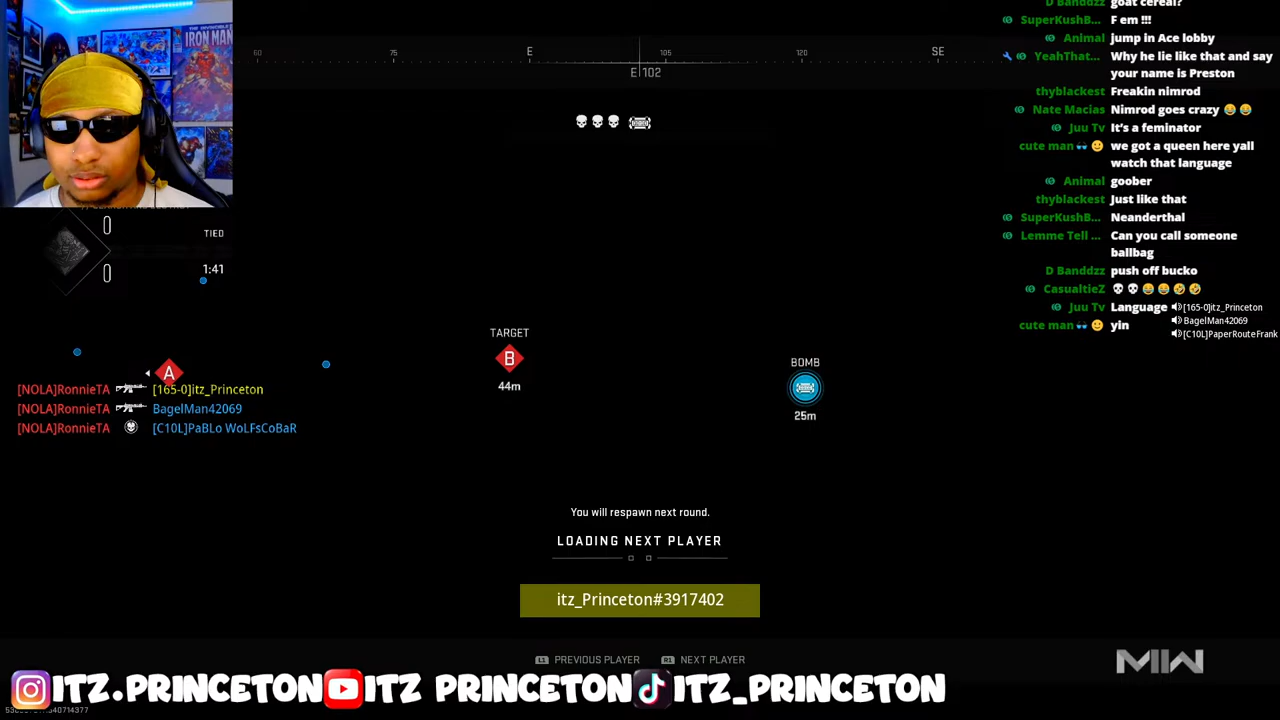 IRON MAN
60
75
E
105
120
SE
E 102
0
TIED
0
1:41
TARGET
B
44m
BOMB
25m
A
[NOLA]RonnieTA [165-0]itz_Princeton
[NOLA]RonnieTA BagelMan42069
[NOLA]RonnieTA [C10L]PaBLo WoLFsCoBaR
You will respawn next round.
LOADING NEXT PLAYER
itz_Princeton#3917402
L1 PREVIOUS PLAYER R1 NEXT PLAYER
MW
D Banddzz goat cereal?
SuperKushB... F em !!!
Animal jump in Ace lobby
YeahThat... Why he lie like that and say
your name is Preston
thyblackest Freakin nimrod
Nate Macias Nimrod goes crazy 😂 😂
Juu Tv It's a feminator
cute man 🕶️ 🙂 we got a queen here yall
watch that language
Animal goober
thyblackest Just like that
SuperKushB... Neanderthal
Lemme Tell ... Can you call someone
ballbag
D Banddzz push off bucko
CasualtieZ 💀 💀 😂 🤣 🤣
Juu Tv Language
cute man 🕶️ 🙂 yin
[165-0]itz_Princeton
BagelMan42069
[C10L]PaperRouteFrank
ITZ.PRINCETON ITZ PRINCETON ITZ_PRINCETON